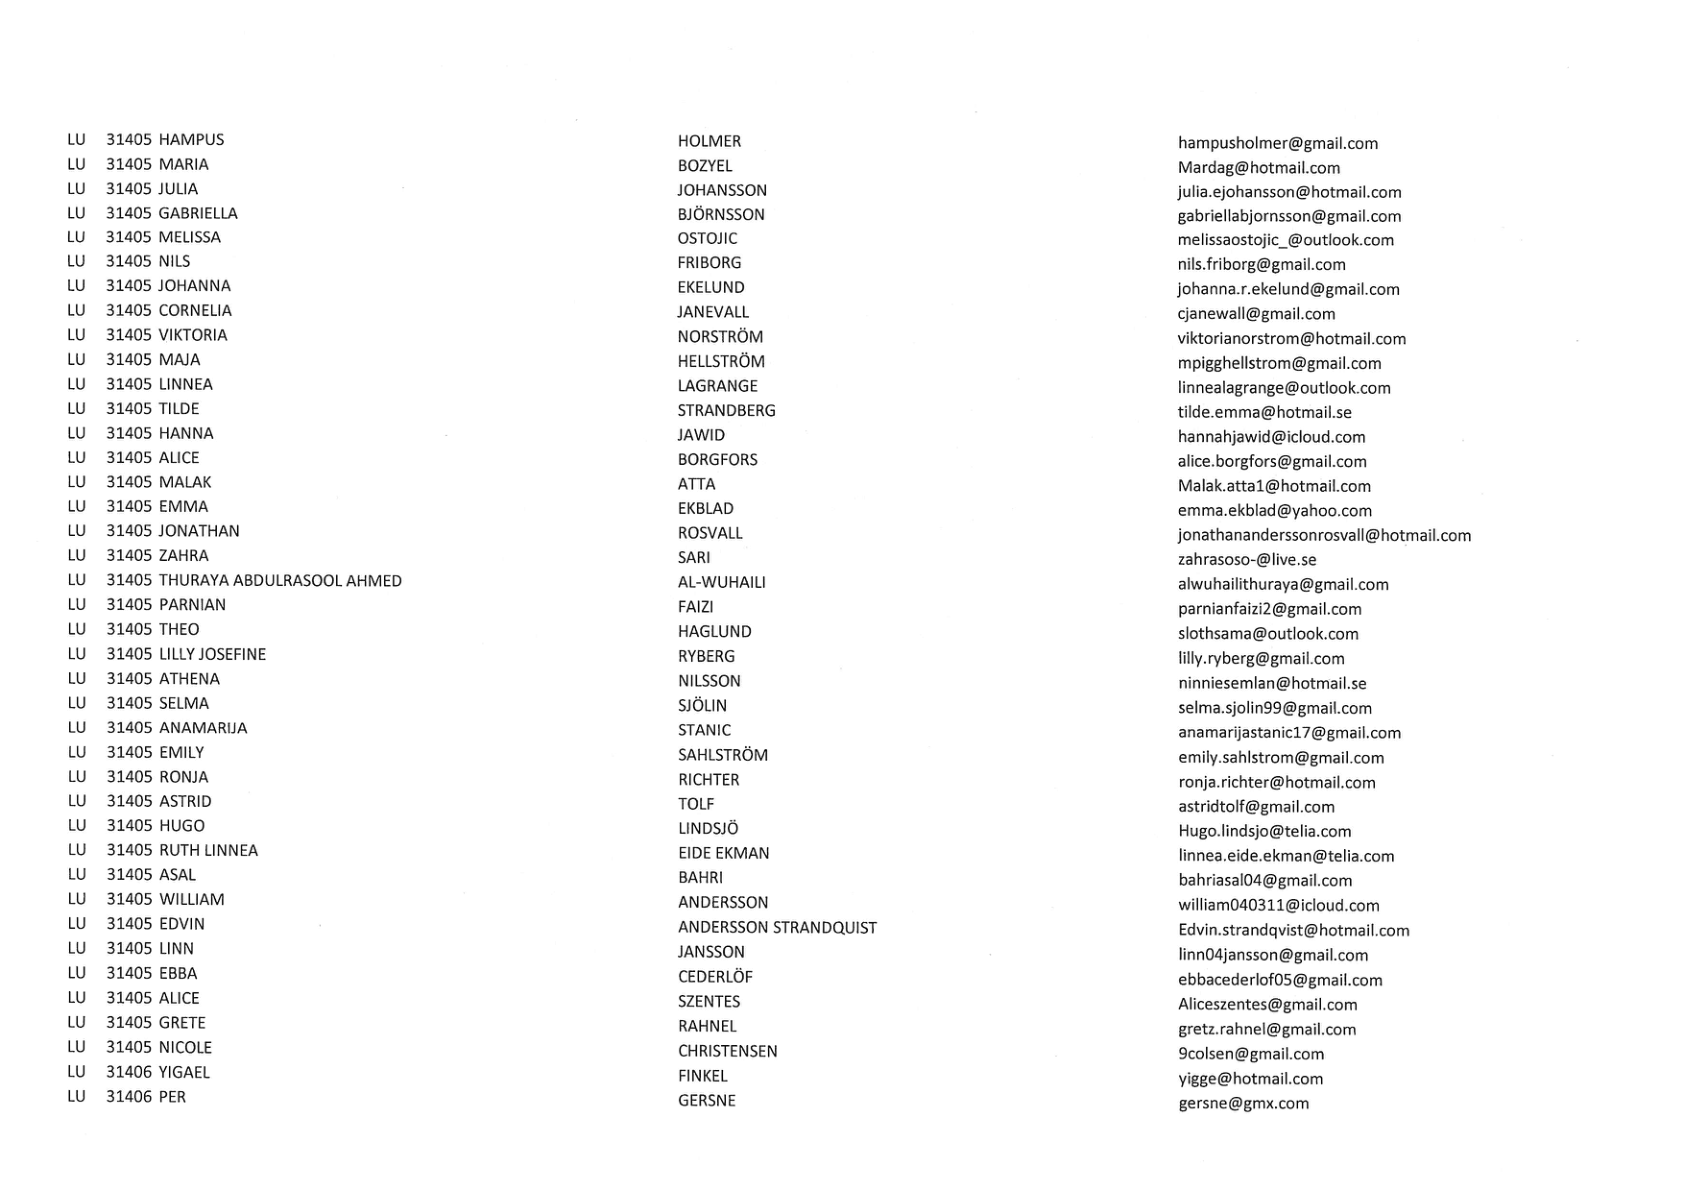 LU 31405 HAMPUS HOLMER hampusholmer@gmail.com
LU 31405 MARIA BOZYEL Mardag@hotmail.com
LU 31405 JULIA JOHANSSON julia.ejohansson@hotmail.com
LU 31405 GABRIELLA BJÖRNSSON gabriellabjornsson@gmail.com
LU 31405 MELISSA OSTOJIC melissaostojic_@outlook.com
LU 31405 NILS FRIBORG nils.friborg@gmail.com
LU 31405 JOHANNA EKELUND johanna.r.ekelund@gmail.com
LU 31405 CORNELIA JANEVALL cjanewall@gmail.com
LU 31405 VIKTORIA NORSTRÖM viktorianorstrom@hotmail.com
LU 31405 MAJA HELLSTRÖM mpigghellstrom@gmail.com
LU 31405 LINNEA LAGRANGE linnealagrange@outlook.com
LU 31405 TILDE STRANDBERG tilde.emma@hotmail.se
LU 31405 HANNA JAWID hannahjawid@icloud.com
LU 31405 ALICE BORGFORS alice.borgfors@gmail.com
LU 31405 MALAK ATTA Malak.atta1@hotmail.com
LU 31405 EMMA EKBLAD emma.ekblad@yahoo.com
LU 31405 JONATHAN ROSVALL jonathananderssonrosvall@hotmail.com
LU 31405 ZAHRA SARI zahrasoso-@live.se
LU 31405 THURAYA ABDULRASOOL AHMED AL-WUHAILI alwuhailithuraya@gmail.com
LU 31405 PARNIAN FAIZI parnianfaizi2@gmail.com
LU 31405 THEO HAGLUND slothsama@outlook.com
LU 31405 LILLY JOSEFINE RYBERG lilly.ryberg@gmail.com
LU 31405 ATHENA NILSSON ninniesemlan@hotmail.se
LU 31405 SELMA SJÖLIN selma.sjolin99@gmail.com
LU 31405 ANAMARIJA STANIC anamarijastanic17@gmail.com
LU 31405 EMILY SAHLSTRÖM emily.sahlstrom@gmail.com
LU 31405 RONJA RICHTER ronja.richter@hotmail.com
LU 31405 ASTRID TOLF astridtolf@gmail.com
LU 31405 HUGO LINDSJÖ Hugo.lindsjo@telia.com
LU 31405 RUTH LINNEA EIDE EKMAN linnea.eide.ekman@telia.com
LU 31405 ASAL BAHRI bahriasal04@gmail.com
LU 31405 WILLIAM ANDERSSON william040311@icloud.com
LU 31405 EDVIN ANDERSSON STRANDQUIST Edvin.strandqvist@hotmail.com
LU 31405 LINN JANSSON linn04jansson@gmail.com
LU 31405 EBBA CEDERLÖF ebbacederlof05@gmail.com
LU 31405 ALICE SZENTES Aliceszentes@gmail.com
LU 31405 GRETE RAHNEL gretz.rahnel@gmail.com
LU 31405 NICOLE CHRISTENSEN 9colsen@gmail.com
LU 31406 YIGAEL FINKEL yigge@hotmail.com
LU 31406 PER GERSNE gersne@gmx.com